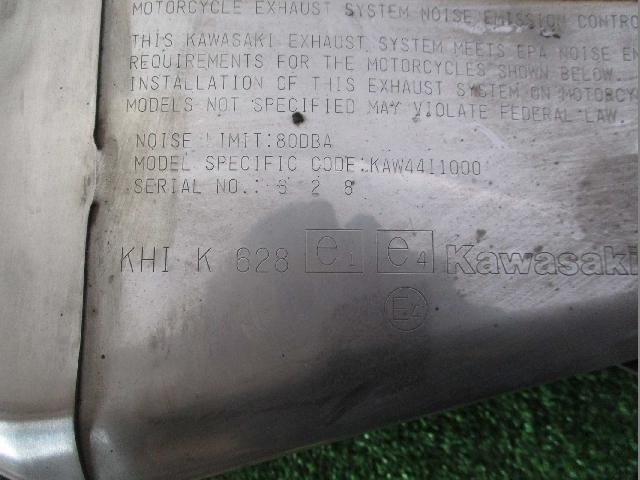 MOTORCYCLE EXHAUST SYSTEM NOISE EMISSION CONTRO
THIS KAWASAKI EXHAUST SYSTEM MEETS EPA NOISE E
REQUIREMENTS FOR THE MOTORCYCLES SHOWN BELOW.
INSTALLATION OF THIS EXHAUST SYSTEM ON MOTORCY
MODELS NOT SPECIFIED MAY VIOLATE FEDERAL LAW.
NOISE LIMIT:80DBA
MODEL SPECIFIC CODE:KAW4411000
SERIAL NO.: 628
KHI K 628 e1 e4 Kawasaki
E4